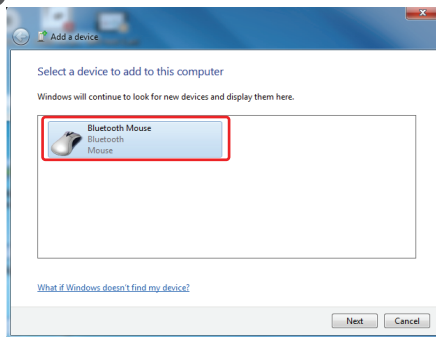 Add a device
Select a device to add to this computer
Windows will continue to look for new devices and display them here.
Bluetooth Mouse
Bluetooth
Mouse
What if Windows doesn't find my device?
Next Cancel